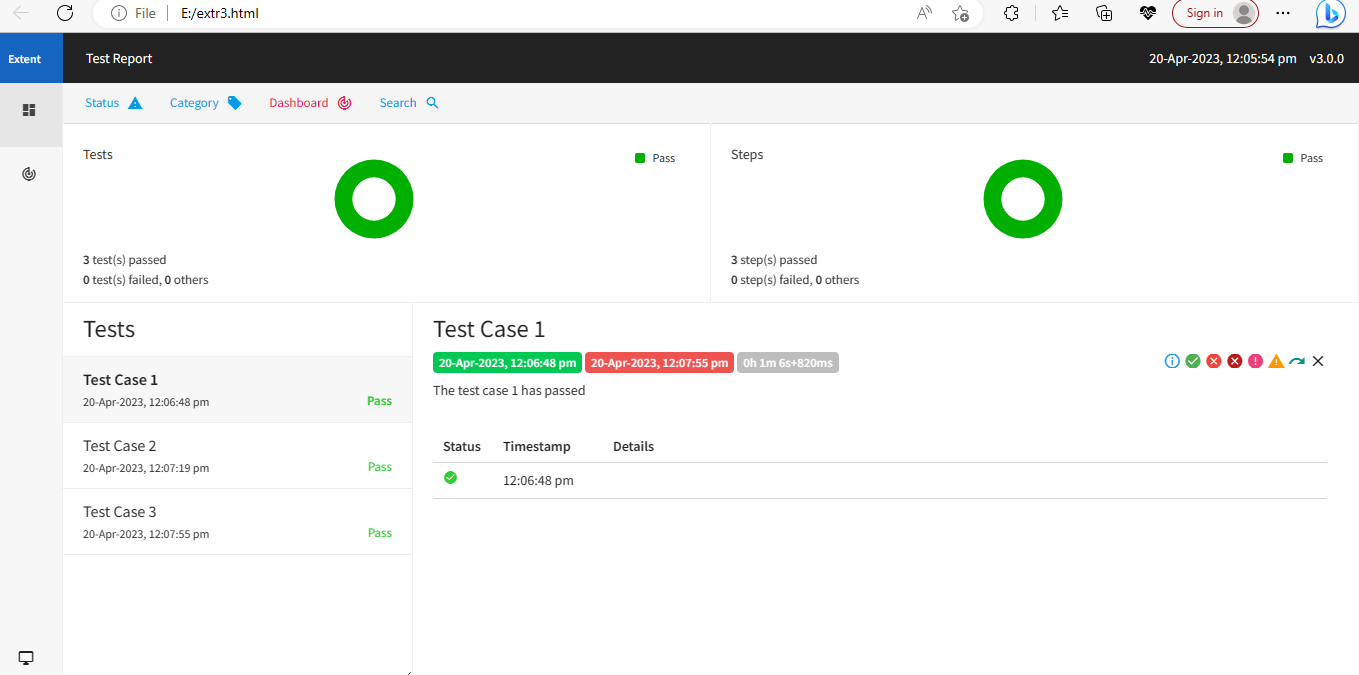 File E:/extr3.html Sign in
Extent Test Report 20-Apr-2023, 12:05:54 pm v3.0.0
Status Category Dashboard Search
Tests Pass Steps Pass
3 test(s) passed 3 step(s) passed
0 test(s) failed, 0 others 0 step(s) failed, 0 others
Tests
Test Case 1
20-Apr-2023, 12:06:48 pm Pass
Test Case 2
20-Apr-2023, 12:07:19 pm Pass
Test Case 3
20-Apr-2023, 12:07:55 pm Pass
Test Case 1
20-Apr-2023, 12:06:48 pm 20-Apr-2023, 12:07:55 pm 0h 1m 6s+820ms
The test case 1 has passed
Status Timestamp Details
12:06:48 pm